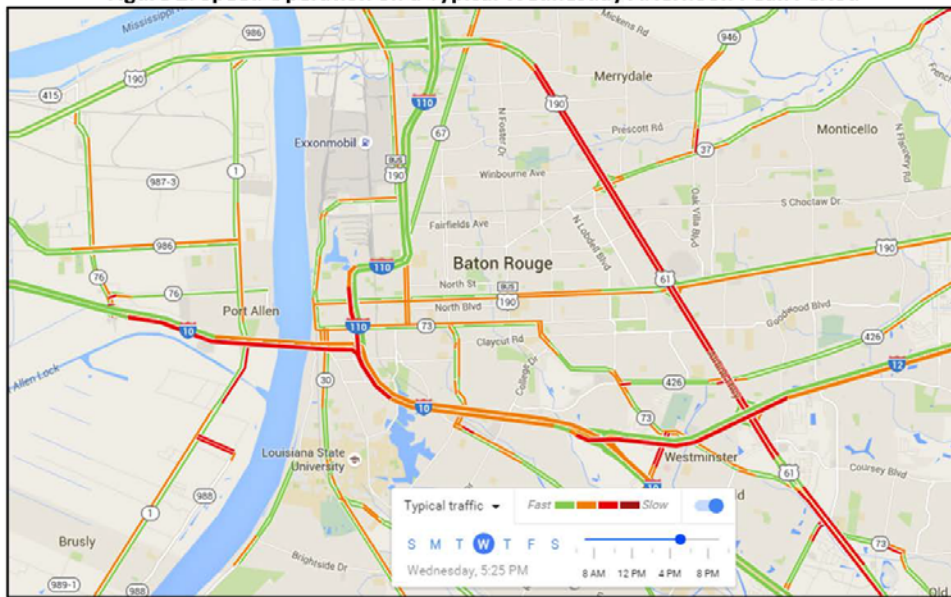 Mississippi
986
190
415
Mickens Rd
946
Merrydale
110
190
67
N Foster Dr
Prescott Rd
Monticello
N Flannery Rd
37
Exxonmobil
BUS
190
1
987-3
Winbourne Ave
Oak Villa Blvd
S Choctaw Dr
Fairfields Ave
N Lobdell Blvd
986
61
190
110
Baton Rouge
76
76
North St
BUS
190
Port Allen
North Blvd
Goodwood Blvd
110
73
Claycut Rd
426
10
College Dr
426
12
Allen Lock
30
10
73
Westminster
Louisiana State
University
61
Coursey Blvd
988
10
1
Brusly
Brightside Dr
73
989-1
988
Old
Typical traffic
Fast
Slow
S M T W T F S
Wednesday, 5:25 PM
8 AM 12 PM 4 PM 8 PM